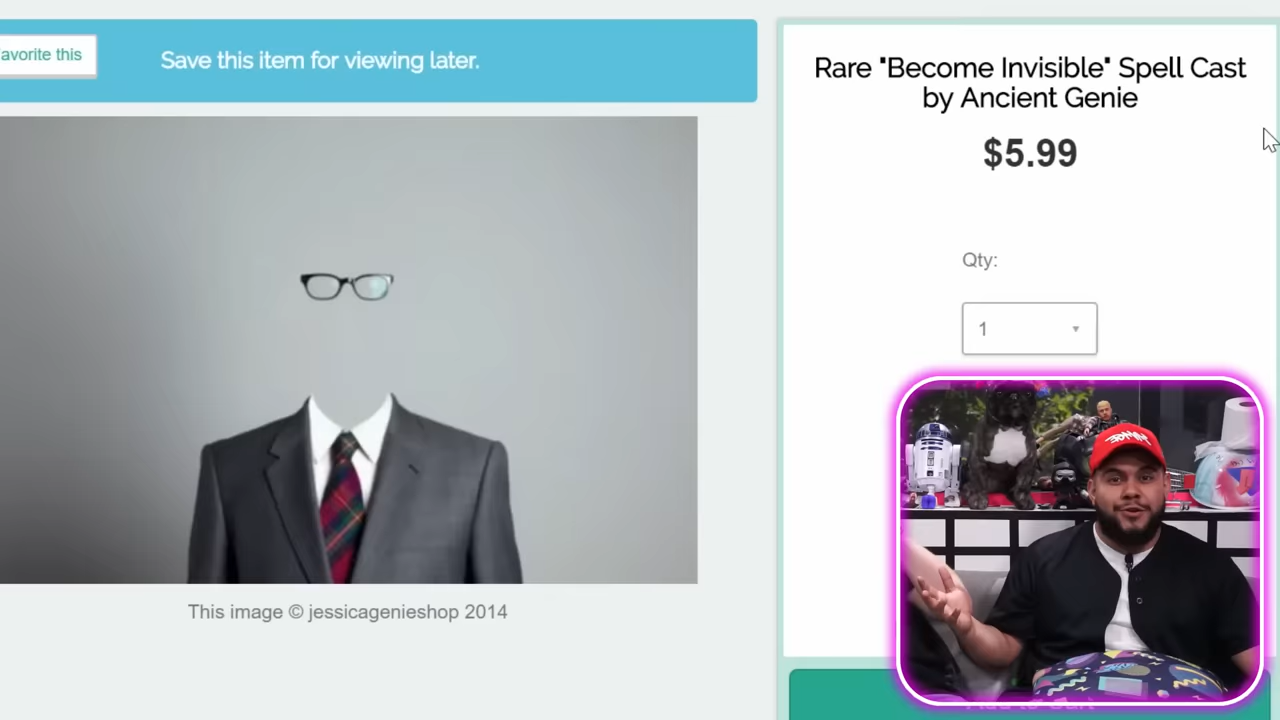 avorite this
Save this item for viewing later.
Rare "Become Invisible" Spell Cast
by Ancient Genie
$5.99
Qty:
1
This image © jessicagenieshop 2014